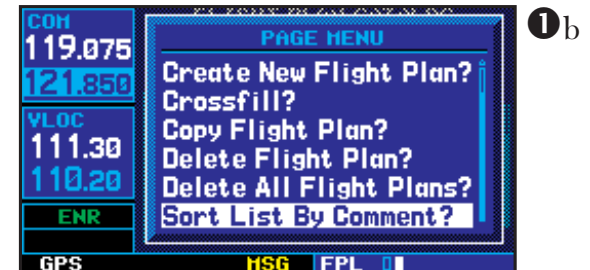 COM
119.075
121.850
VLOC
111.30
110.20
ENR
GPS
PAGE MENU
Create New Flight Plan?
Crossfill?
Copy Flight Plan?
Delete Flight Plan?
Delete All Flight Plans?
Sort List By Comment?
MSG
FPL
❶b